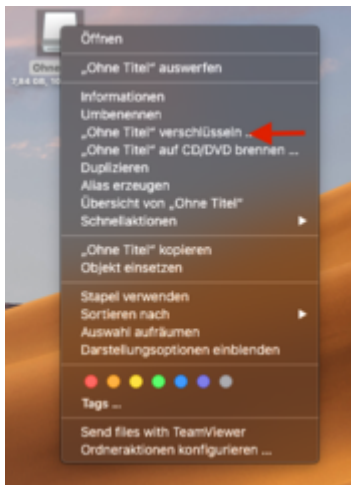 Ohne
Öffnen
„Ohne Titel“ auswerfen
Informationen
Umbenennen
„Ohne Titel“ verschlüsseln ...
„Ohne Titel“ auf CD/DVD brennen ...
Duplizieren
Alias erzeugen
Übersicht von „Ohne Titel“
Schnellaktionen
„Ohne Titel“ kopieren
Objekt einsetzen
Stapel verwenden
Sortieren nach
Auswahl aufräumen
Darstellungsoptionen einblenden
Tags ...
Send files with TeamViewer
Ordneraktionen konfigurieren ...